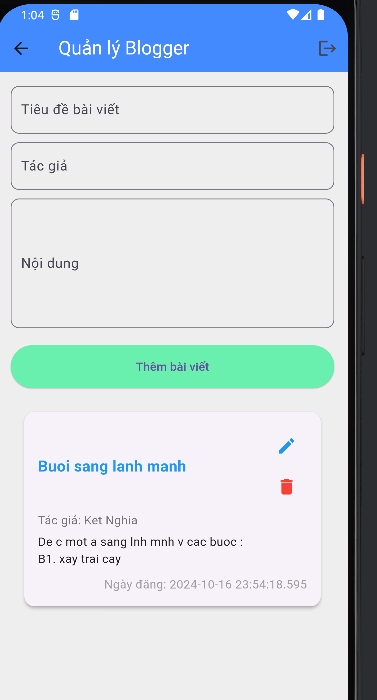 1:04
Quản lý Blogger
Tiêu đề bài viết
Tác giả
Nội dung
Thêm bài viết
Buoi sang lanh manh
Tác giả: Ket Nghia
De c mot a sang lnh mnh v cac buoc :
B1. xay trai cay
Ngày đăng: 2024-10-16 23:54:18.595